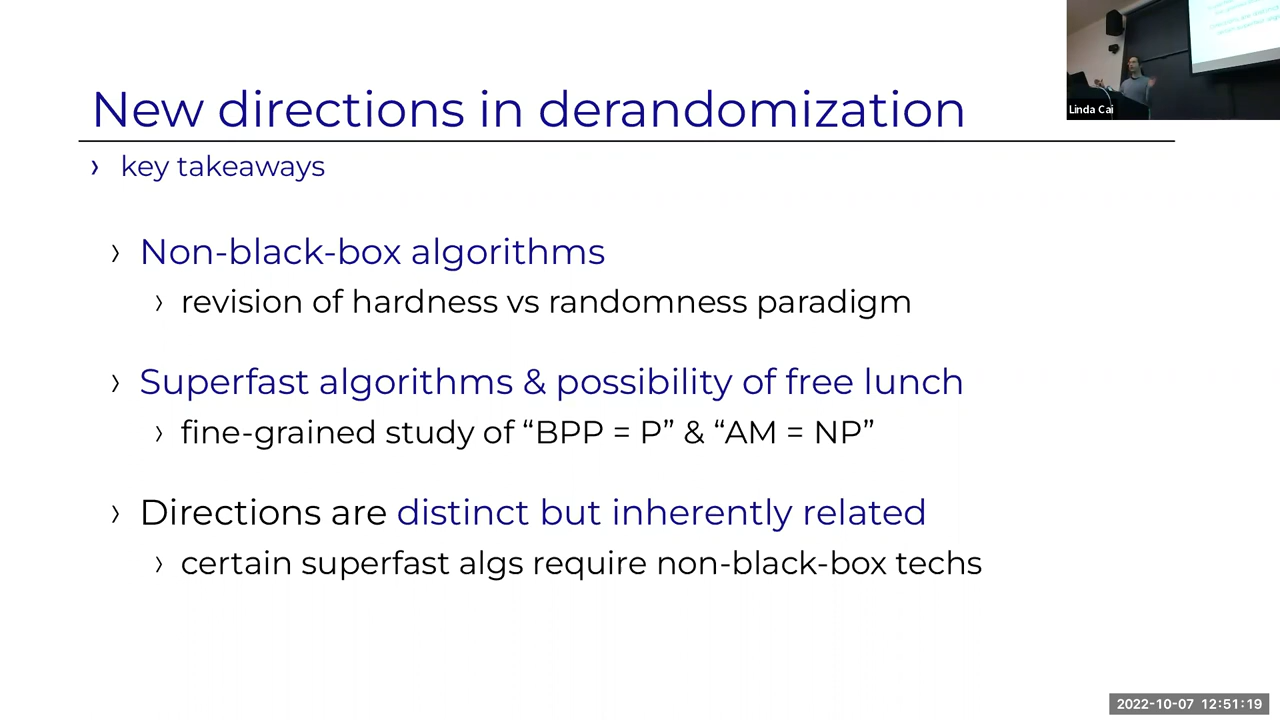 New directions in derandomization
› key takeaways
› Non-black-box algorithms
› revision of hardness vs randomness paradigm
› Superfast algorithms & possibility of free lunch
› fine-grained study of “BPP = P” & “AM = NP”
› Directions are distinct but inherently related
› certain superfast algs require non-black-box techs
Linda Cai
2022-10-07 12:51:19